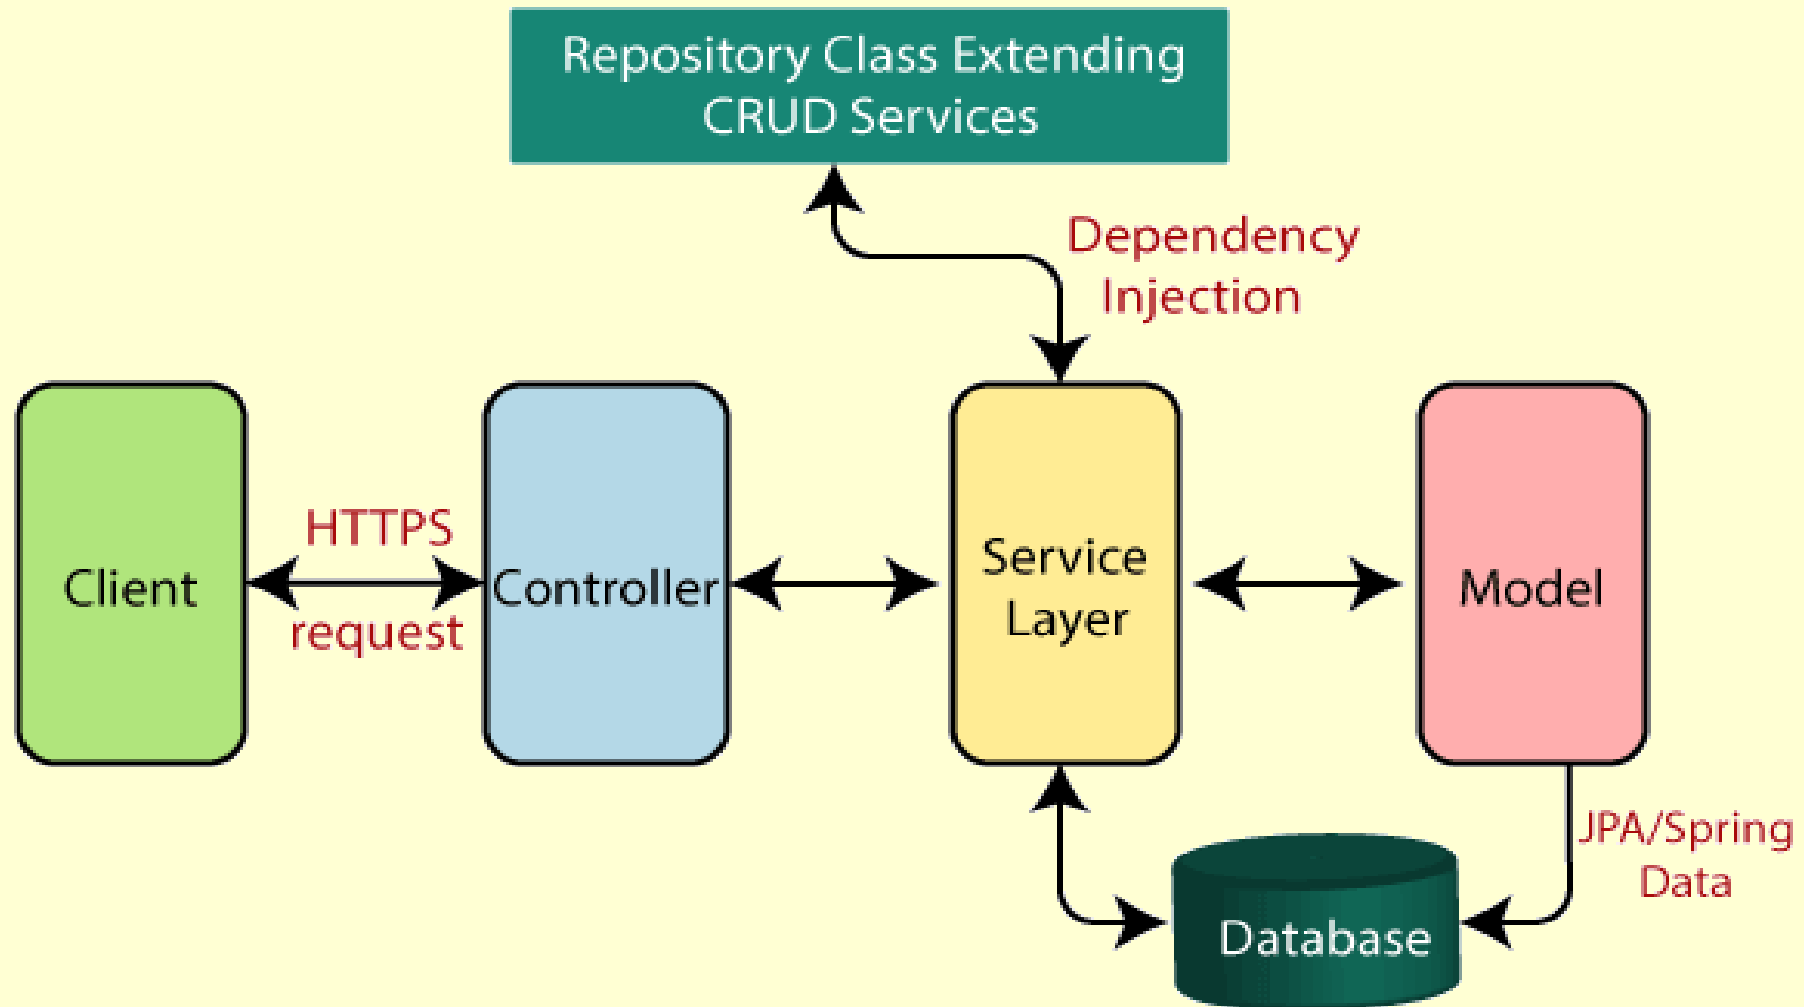 Repository Class Extending
CRUD Services
Dependency
Injection
HTTPS
request
Client
Controller
Service
Layer
Model
JPA/Spring
Data
Database